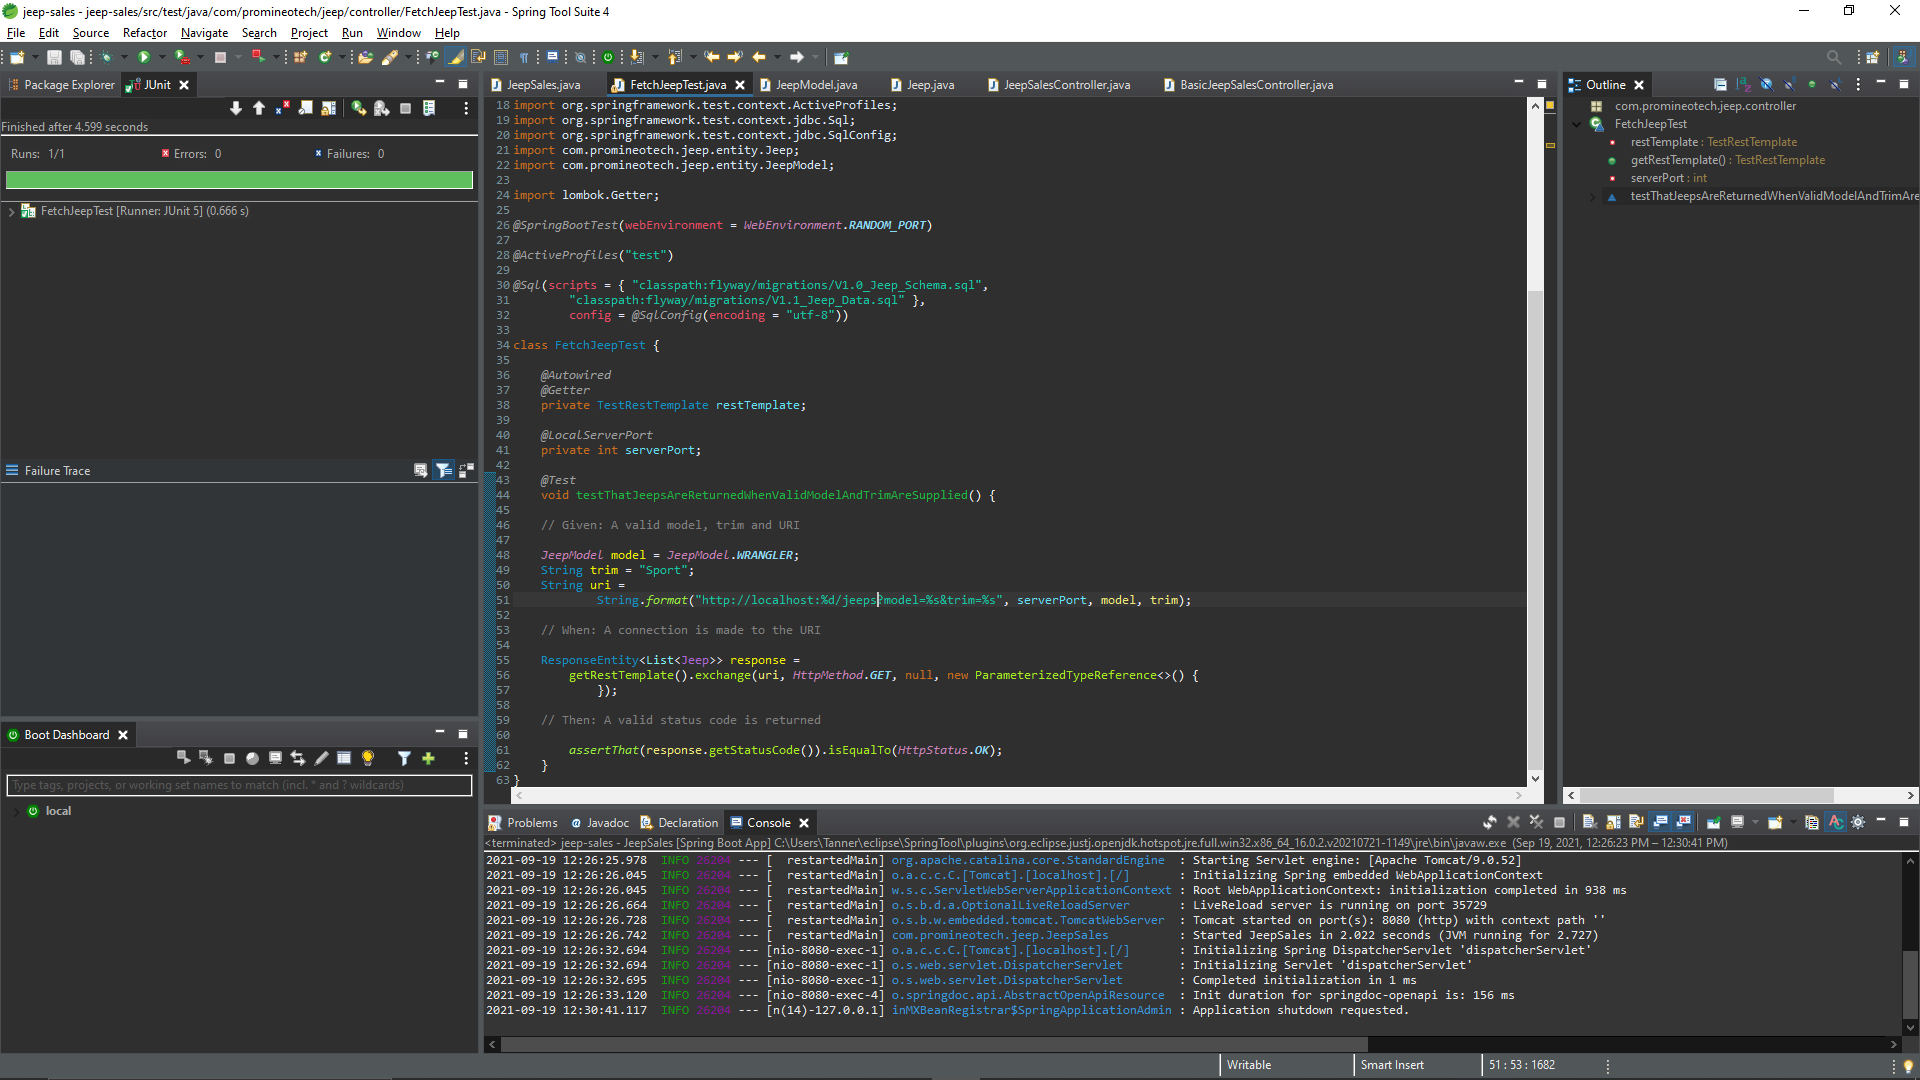 jeep-sales - jeep-sales/src/test/java/com/promineotech/jeep/controller/FetchJeepTest.java - Spring Tool Suite 4
File Edit Source Refactor Navigate Search Project Run Window Help
Package Explorer JUnit
Finished after 4.599 seconds
Runs: 1/1 Errors: 0 Failures: 0
FetchJeepTest [Runner: JUnit 5] (0.666 s)
Failure Trace
Boot Dashboard
Type tags, projects, or working set names to match (incl. * and ? wildcards)
local
JeepSales.java FetchJeepTest.java JeepModel.java Jeep.java JeepSalesController.java BasicJeepSalesController.java
18 import org.springframework.test.context.ActiveProfiles;
19 import org.springframework.test.context.jdbc.Sql;
20 import org.springframework.test.context.jdbc.SqlConfig;
21 import com.promineotech.jeep.entity.Jeep;
22 import com.promineotech.jeep.entity.JeepModel;
23
24 import lombok.Getter;
25
26 @SpringBootTest(webEnvironment = WebEnvironment.RANDOM_PORT)
27
28 @ActiveProfiles("test")
29
30 @Sql(scripts = { "classpath:flyway/migrations/V1.0_Jeep_Schema.sql",
31 "classpath:flyway/migrations/V1.1_Jeep_Data.sql" },
32 config = @SqlConfig(encoding = "utf-8"))
33
34 class FetchJeepTest {
35
36 @Autowired
37 @Getter
38 private TestRestTemplate restTemplate;
39
40 @LocalServerPort
41 private int serverPort;
42
43 @Test
44 void testThatJeepsAreReturnedWhenValidModelAndTrimAreSupplied() {
45
46 // Given: A valid model, trim and URI
47
48 JeepModel model = JeepModel.WRANGLER;
49 String trim = "Sport";
50 String uri =
51 String.format("http://localhost:%d/jeeps?model=%s&trim=%s", serverPort, model, trim);
52
53 // When: A connection is made to the URI
54
55 ResponseEntity<List<Jeep>> response =
56 getRestTemplate().exchange(uri, HttpMethod.GET, null, new ParameterizedTypeReference<>() {
57 });
58
59 // Then: A valid status code is returned
60
61 assertThat(response.getStatusCode()).isEqualTo(HttpStatus.OK);
62 }
63 }
Outline
com.promineotech.jeep.controller
FetchJeepTest
restTemplate : TestRestTemplate
getRestTemplate() : TestRestTemplate
serverPort : int
testThatJeepsAreReturnedWhenValidModelAndTrimAre
Problems Javadoc Declaration Console
<terminated> jeep-sales - JeepSales [Spring Boot App] C:\Users\Tanner\eclipse\SpringTool\plugins\org.eclipse.justj.openjdk.hotspot.jre.full.win32.x86_64_16.0.2.v20210721-1149\jre\bin\javaw.exe (Sep 19, 2021, 12:26:23 PM – 12:30:41 PM)
2021-09-19 12:26:25.978 INFO 26204 --- [ restartedMain] org.apache.catalina.core.StandardEngine : Starting Servlet engine: [Apache Tomcat/9.0.52]
2021-09-19 12:26:26.045 INFO 26204 --- [ restartedMain] o.a.c.c.C.[Tomcat].[localhost].[/] : Initializing Spring embedded WebApplicationContext
2021-09-19 12:26:26.045 INFO 26204 --- [ restartedMain] w.s.c.ServletWebServerApplicationContext : Root WebApplicationContext: initialization completed in 938 ms
2021-09-19 12:26:26.664 INFO 26204 --- [ restartedMain] o.s.b.d.a.OptionalLiveReloadServer : LiveReload server is running on port 35729
2021-09-19 12:26:26.728 INFO 26204 --- [ restartedMain] o.s.b.w.embedded.tomcat.TomcatWebServer : Tomcat started on port(s): 8080 (http) with context path ''
2021-09-19 12:26:26.742 INFO 26204 --- [ restartedMain] com.promineotech.jeep.JeepSales : Started JeepSales in 2.022 seconds (JVM running for 2.727)
2021-09-19 12:26:32.694 INFO 26204 --- [nio-8080-exec-1] o.a.c.c.C.[Tomcat].[localhost].[/] : Initializing Spring DispatcherServlet 'dispatcherServlet'
2021-09-19 12:26:32.694 INFO 26204 --- [nio-8080-exec-1] o.s.web.servlet.DispatcherServlet : Initializing Servlet 'dispatcherServlet'
2021-09-19 12:26:32.695 INFO 26204 --- [nio-8080-exec-1] o.s.web.servlet.DispatcherServlet : Completed initialization in 1 ms
2021-09-19 12:26:33.120 INFO 26204 --- [nio-8080-exec-4] o.springdoc.api.AbstractOpenApiResource : Init duration for springdoc-openapi is: 156 ms
2021-09-19 12:30:41.117 INFO 26204 --- [n(14)-127.0.0.1] inMXBeanRegistrar$SpringApplicationAdmin : Application shutdown requested.
Writable Smart Insert 51 : 53 : 1682